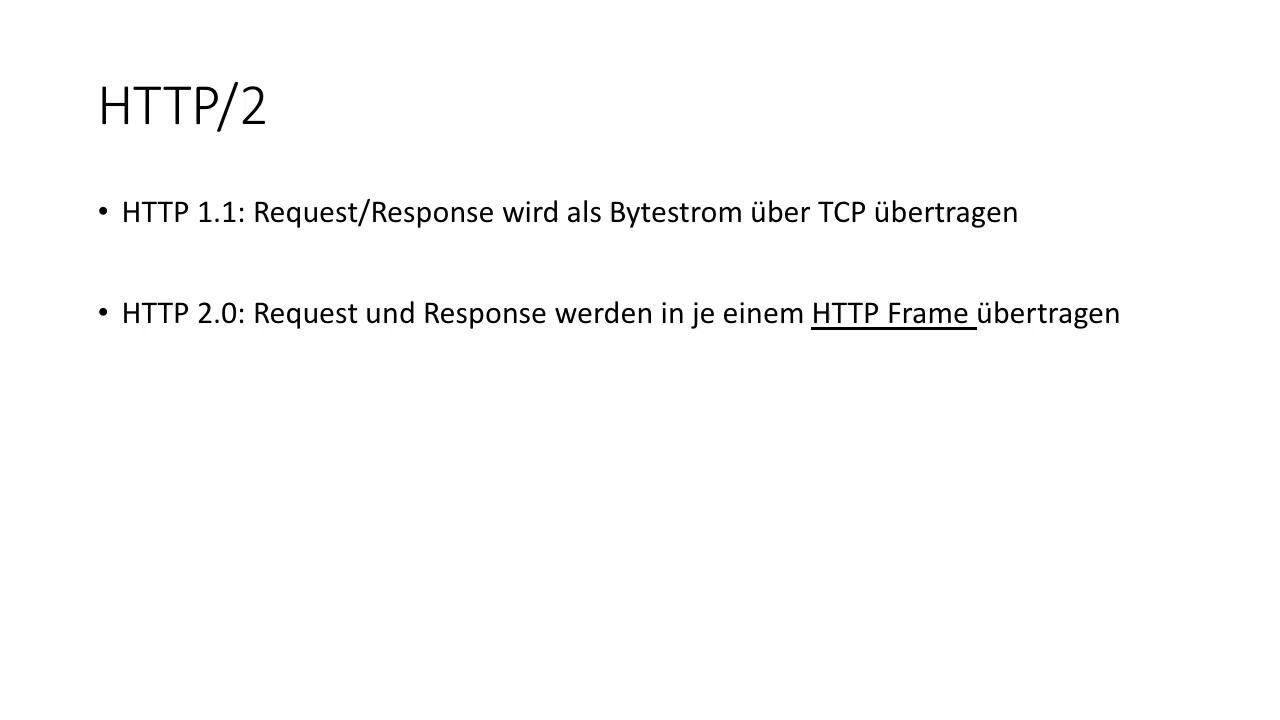 HTTP/2
• HTTP 1.1: Request/Response wird als Bytestrom über TCP übertragen
• HTTP 2.0: Request und Response werden in je einem HTTP Frame übertragen